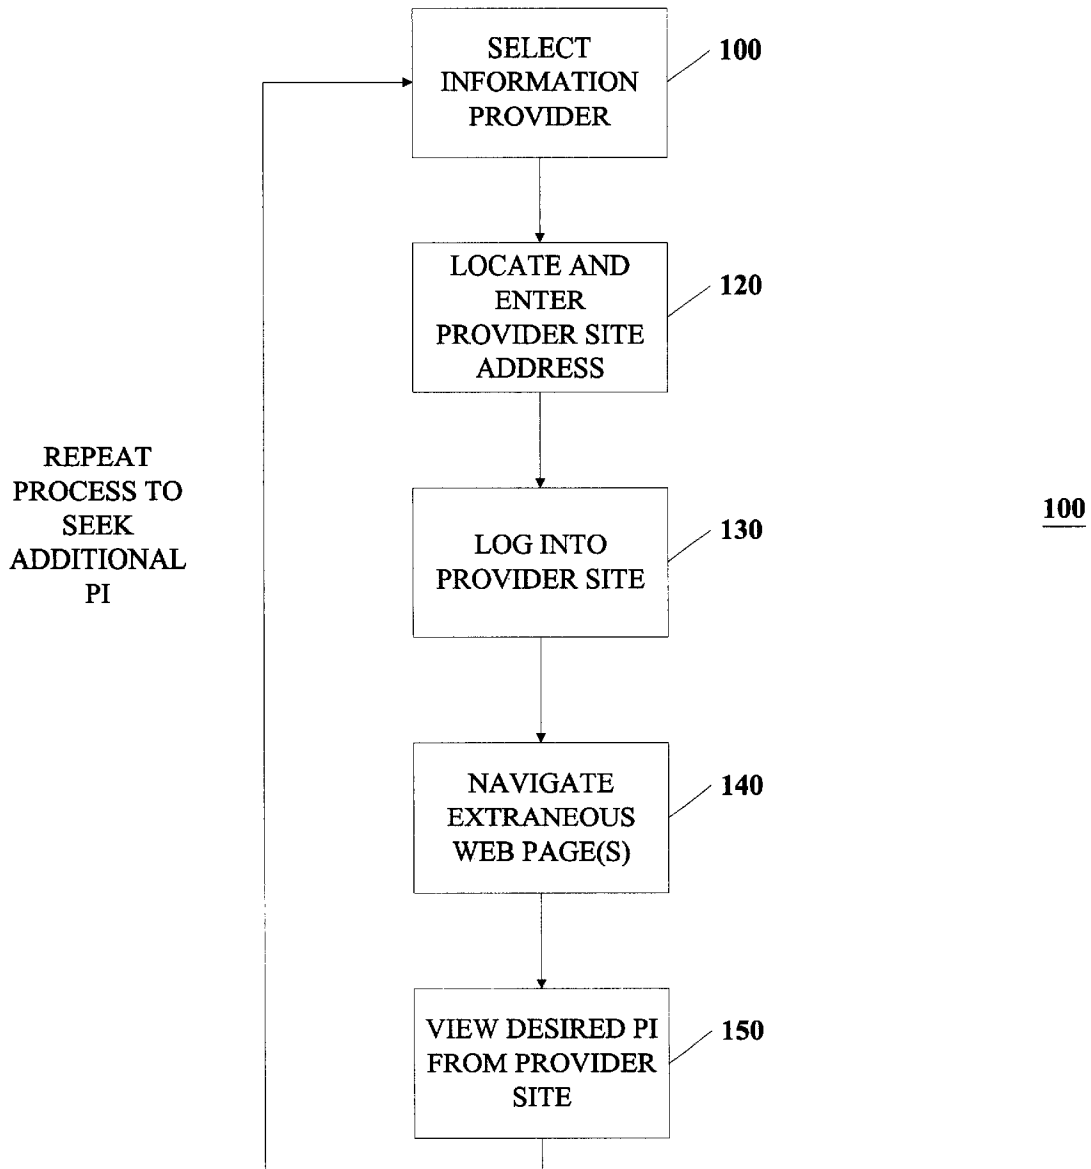 SELECT
INFORMATION
PROVIDER
100
LOCATE AND
ENTER
PROVIDER SITE
ADDRESS
120
REPEAT
PROCESS TO
SEEK
ADDITIONAL
PI
LOG INTO
PROVIDER SITE
130
100
NAVIGATE
EXTRANEOUS
WEB PAGE(S)
140
VIEW DESIRED PI
FROM PROVIDER
SITE
150